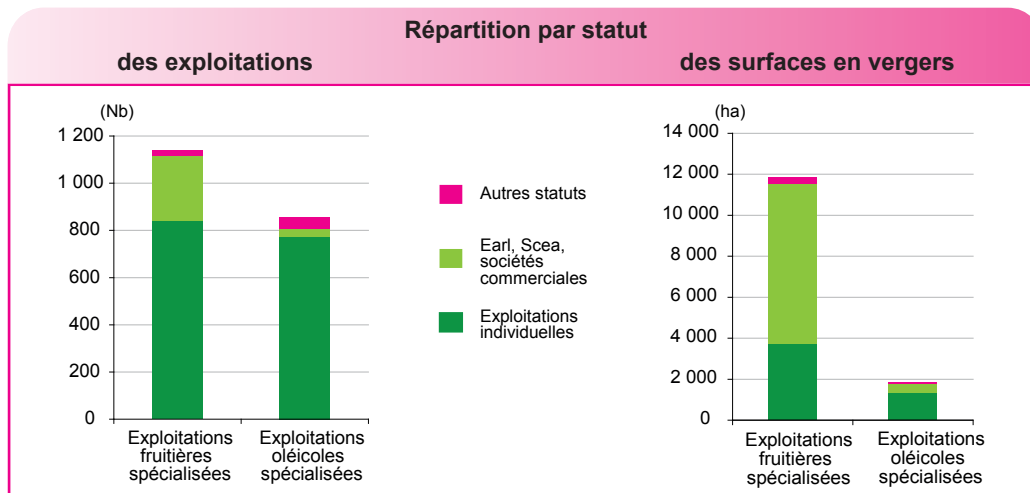 Répartition par statut
des exploitations
des surfaces en vergers
(Nb)
1 200
1 000
800
600
400
200
0
Exploitations
fruitières
spécialisées
Exploitations
oléicoles
spécialisées
Autres statuts
Earl, Scea,
sociétés
commerciales
Exploitations
individuelles
(ha)
14 000
12 000
10 000
8 000
6 000
4 000
2 000
0
Exploitations
fruitières
spécialisées
Exploitations
oléicoles
spécialisées